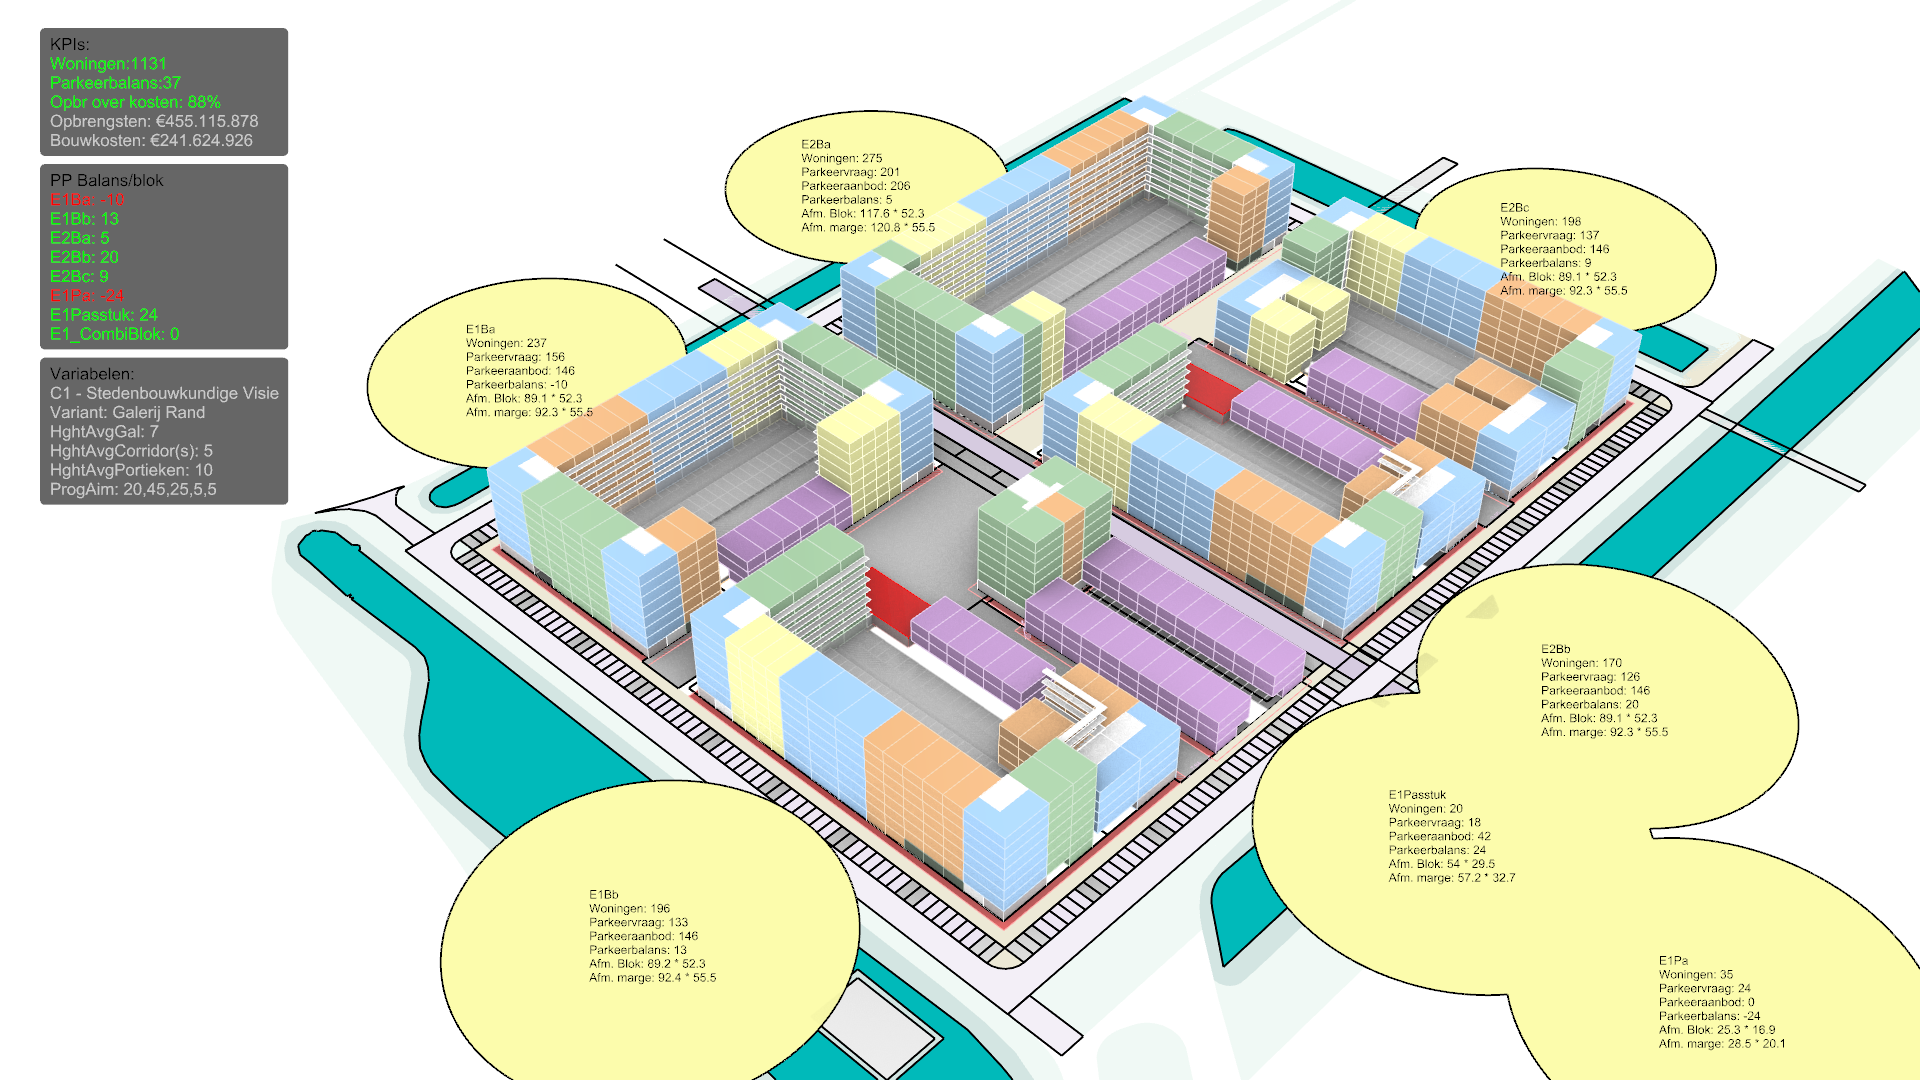 KPIs:
Woningen:1131
Parkeerbalans:37
Opbr over kosten: 88%
Opbrengsten: €455.115.878
Bouwkosten: €241.624.926
PP Balans/blok
E1Ba: -10
E1Bb: 13
E2Ba: 5
E2Bb: 20
E2Bc: 9
E1Pa: -24
E1Passtuk: 24
E1_CombiBlok: 0
Variabelen:
C1 - Stedenbouwkundige Visie
Variant: Galerij Rand
HghtAvgGal: 7
HghtAvgCorridor(s): 5
HghtAvgPortieken: 10
ProgAim: 20,45,25,5,5
E2Ba
Woningen: 275
Parkeervraag: 201
Parkeeraanbod: 206
Parkeerbalans: 5
Afm. Blok: 117.6 * 52.3
Afm. marge: 120.8 * 55.5
E2Bc
Woningen: 198
Parkeervraag: 137
Parkeeraanbod: 146
Parkeerbalans: 9
Afm. Blok: 89.1 * 52.3
Afm. marge: 92.3 * 55.5
E1Ba
Woningen: 237
Parkeervraag: 156
Parkeeraanbod: 146
Parkeerbalans: -10
Afm. Blok: 89.1 * 52.3
Afm. marge: 92.3 * 55.5
E2Bb
Woningen: 170
Parkeervraag: 126
Parkeeraanbod: 146
Parkeerbalans: 20
Afm. Blok: 89.1 * 52.3
Afm. marge: 92.3 * 55.5
E1Passtuk
Woningen: 20
Parkeervraag: 18
Parkeeraanbod: 42
Parkeerbalans: 24
Afm. Blok: 54 * 29.5
Afm. marge: 57.2 * 32.7
E1Bb
Woningen: 196
Parkeervraag: 133
Parkeeraanbod: 146
Parkeerbalans: 13
Afm. Blok: 89.2 * 52.3
Afm. marge: 92.4 * 55.5
E1Pa
Woningen: 35
Parkeervraag: 24
Parkeeraanbod: 0
Parkeerbalans: -24
Afm. Blok: 25.3 * 16.9
Afm. marge: 28.5 * 20.1